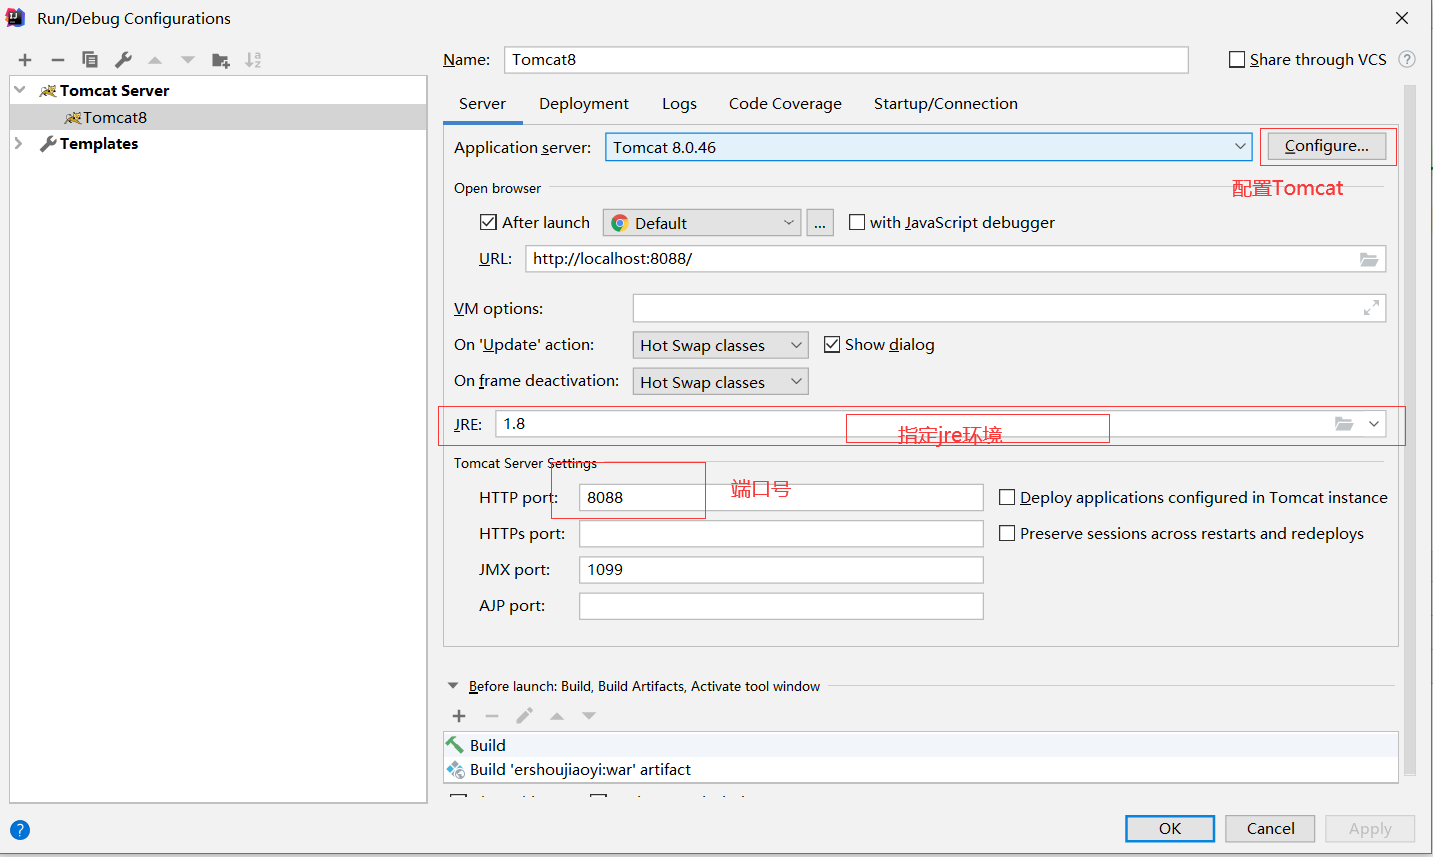 Run/Debug Configurations
Name: Tomcat8
Share through VCS
Tomcat Server
Tomcat8
Templates
Server Deployment Logs Code Coverage Startup/Connection
Application server: Tomcat 8.0.46 Configure...
配置Tomcat
Open browser
After launch Default ... with JavaScript debugger
URL: http://localhost:8088/
VM options:
On 'Update' action: Hot Swap classes Show dialog
On frame deactivation: Hot Swap classes
JRE: 1.8
指定jre环境
Tomcat Server Settings
HTTP port: 8088 端口号 Deploy applications configured in Tomcat instance
HTTPs port: Preserve sessions across restarts and redeploys
JMX port: 1099
AJP port:
Before launch: Build, Build Artifacts, Activate tool window
Build
Build 'ershoujiaoyi:war' artifact
OK Cancel Apply